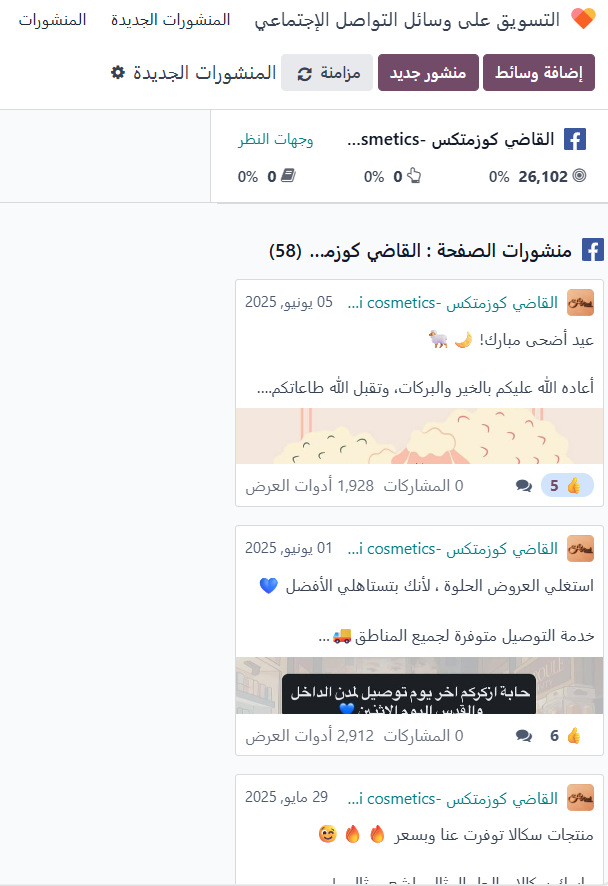 التسويق على وسائل التواصل الإجتماعي المنشورات الجديدة المنشورات
إضافة وسائط منشور جديد مزامنة المنشورات الجديدة
القاضي كوزمتكس -smetics... وجهات النظر
26,102 0% 0 0% 0 0%
منشورات الصفحة : القاضي كوزمـ... (58)
القاضي كوزمتكس -i cosmetics... 05 يونيو, 2025
عيد أضحى مبارك! 🌙 🐑
أعاده الله عليكم بالخير والبركات، وتقبل الله طاعاتكم....
👍 5 0 المشاركات 1,928 أدوات العرض
القاضي كوزمتكس -i cosmetics... 01 يونيو, 2025
استغلي العروض الحلوة ، لأنك بتستاهلي الأفضل 💙
خدمة التوصيل متوفرة لجميع المناطق 🚚 ...
حابة ازكركم اخر يوم توصيل لمدن الداخل
والقدس اليوم الاثنين 💙
👍 6 0 المشاركات 2,912 أدوات العرض
القاضي كوزمتكس -i cosmetics... 29 مايو, 2025
منتجات سكالا توفرت عنا وبسعر 🔥 🔥 😉